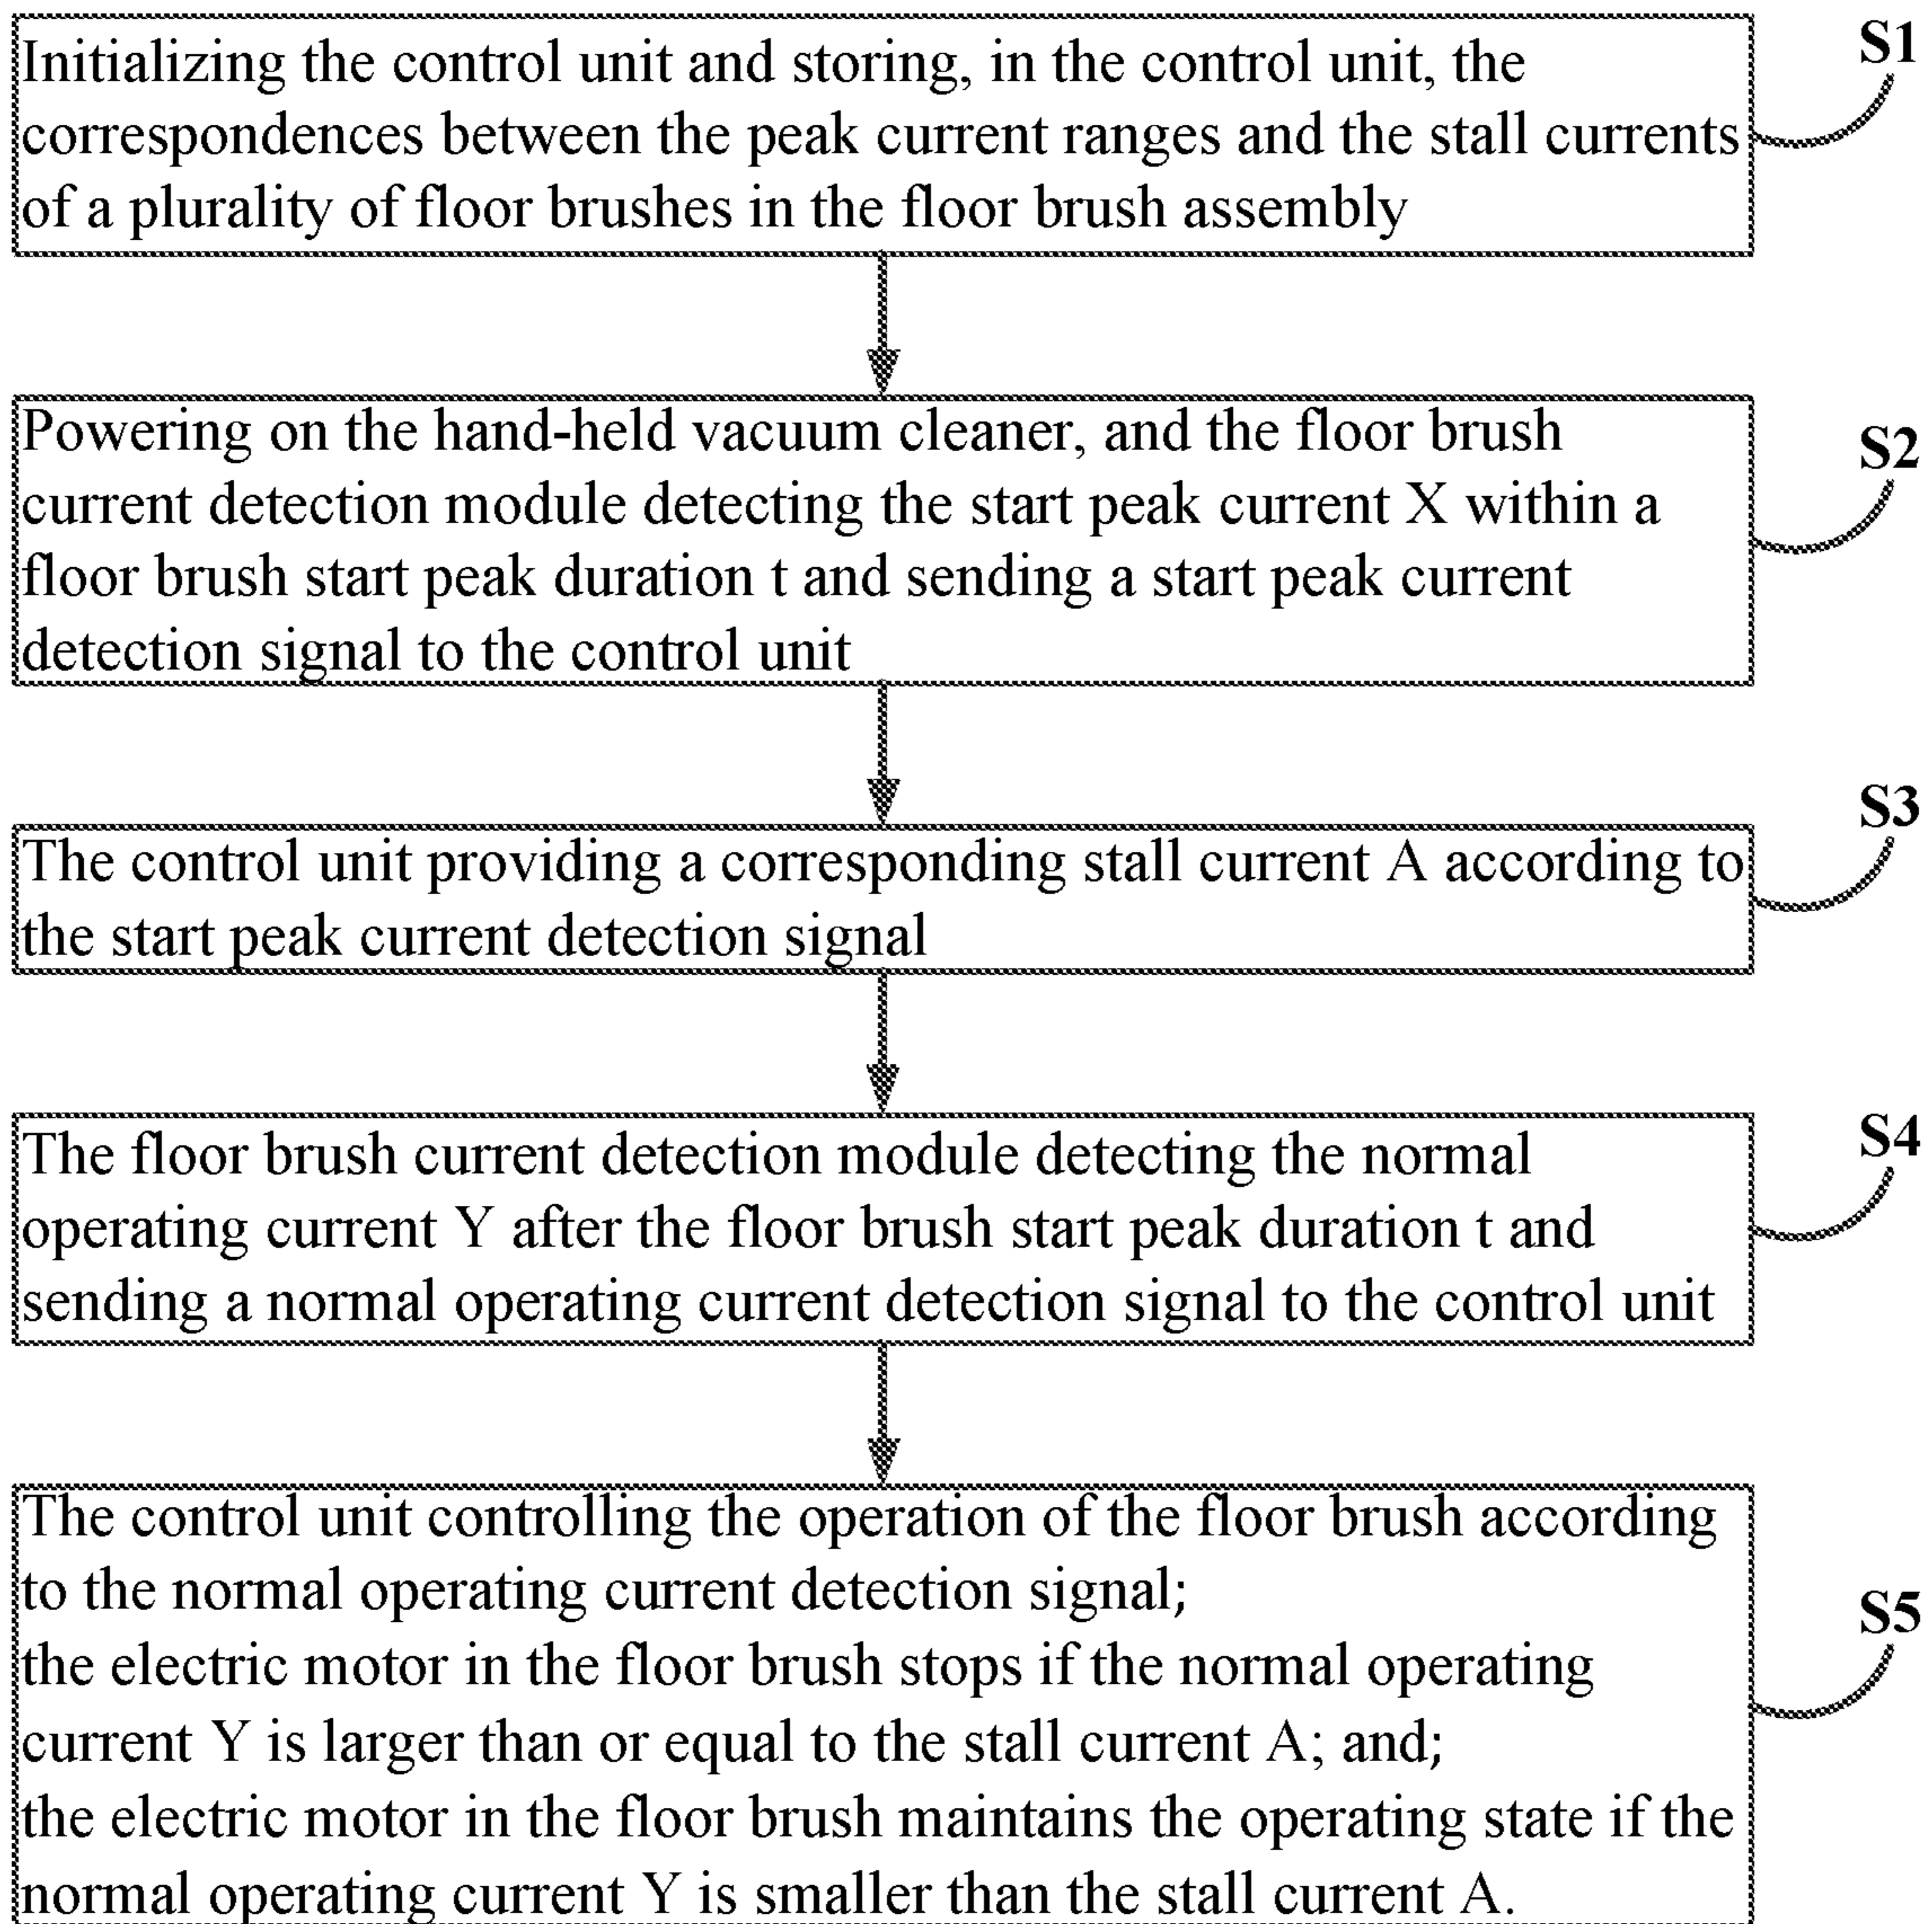 S1
Initializing the control unit and storing, in the control unit, the
correspondences between the peak current ranges and the stall currents
of a plurality of floor brushes in the floor brush assembly
S2
Powering on the hand-held vacuum cleaner, and the floor brush
current detection module detecting the start peak current X within a
floor brush start peak duration t and sending a start peak current
detection signal to the control unit
S3
The control unit providing a corresponding stall current A according to
the start peak current detection signal
S4
The floor brush current detection module detecting the normal
operating current Y after the floor brush start peak duration t and
sending a normal operating current detection signal to the control unit
The control unit controlling the operation of the floor brush according
to the normal operating current detection signal;
S5
the electric motor in the floor brush stops if the normal operating
current Y is larger than or equal to the stall current A; and;
the electric motor in the floor brush maintains the operating state if the
normal operating current Y is smaller than the stall current A.